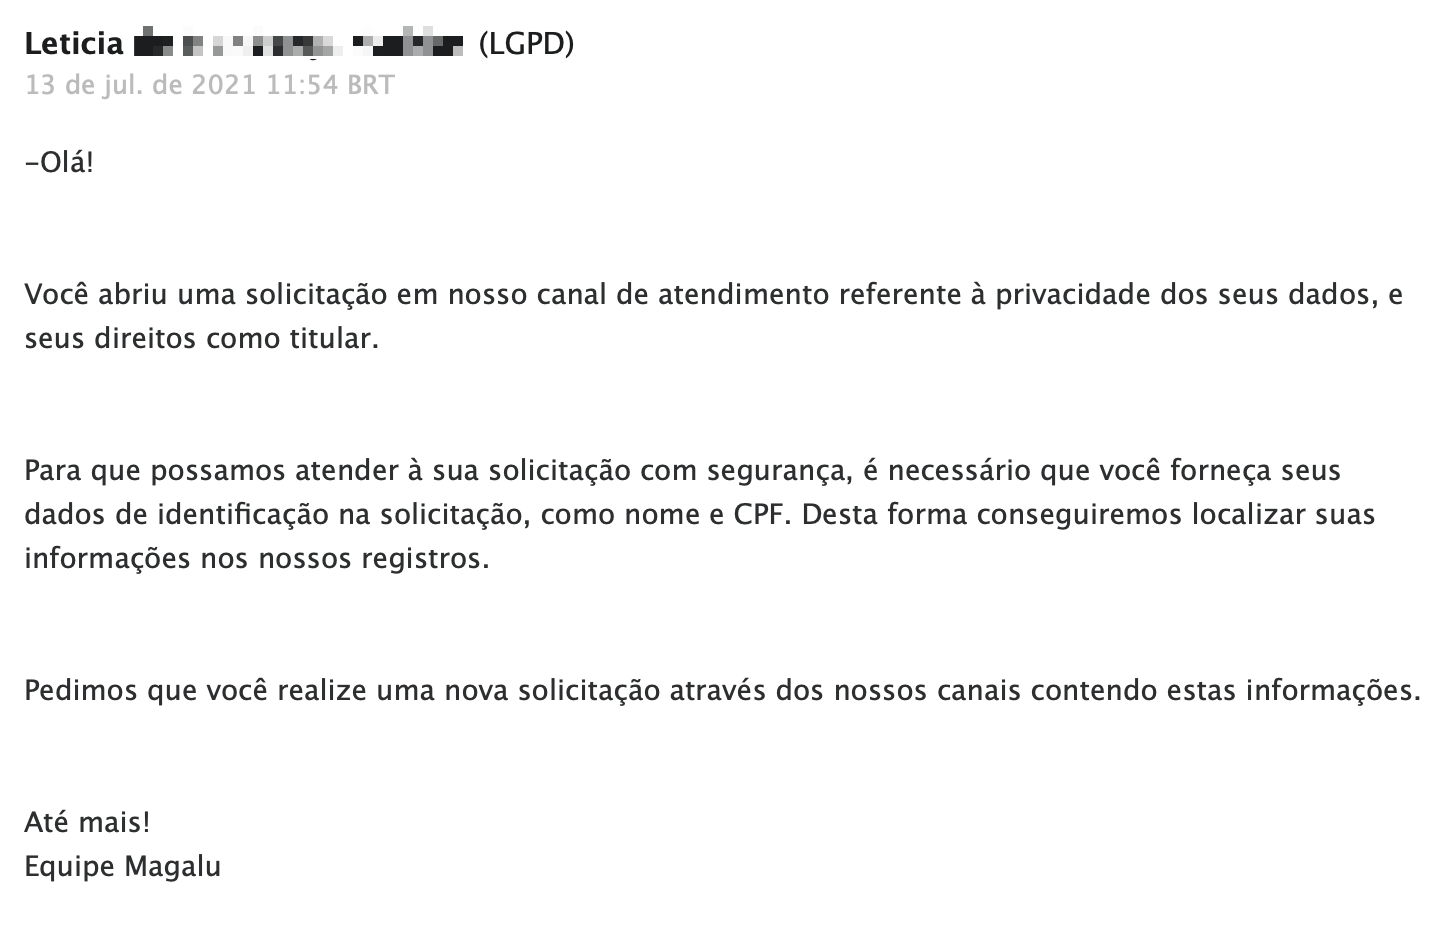 Leticia (LGPD)
13 de jul. de 2021 11:54 BRT
–Olá!
Você abriu uma solicitação em nosso canal de atendimento referente à privacidade dos seus dados, e
seus direitos como titular.
Para que possamos atender à sua solicitação com segurança, é necessário que você forneça seus
dados de identificação na solicitação, como nome e CPF. Desta forma conseguiremos localizar suas
informações nos nossos registros.
Pedimos que você realize uma nova solicitação através dos nossos canais contendo estas informações.
Até mais!
Equipe Magalu